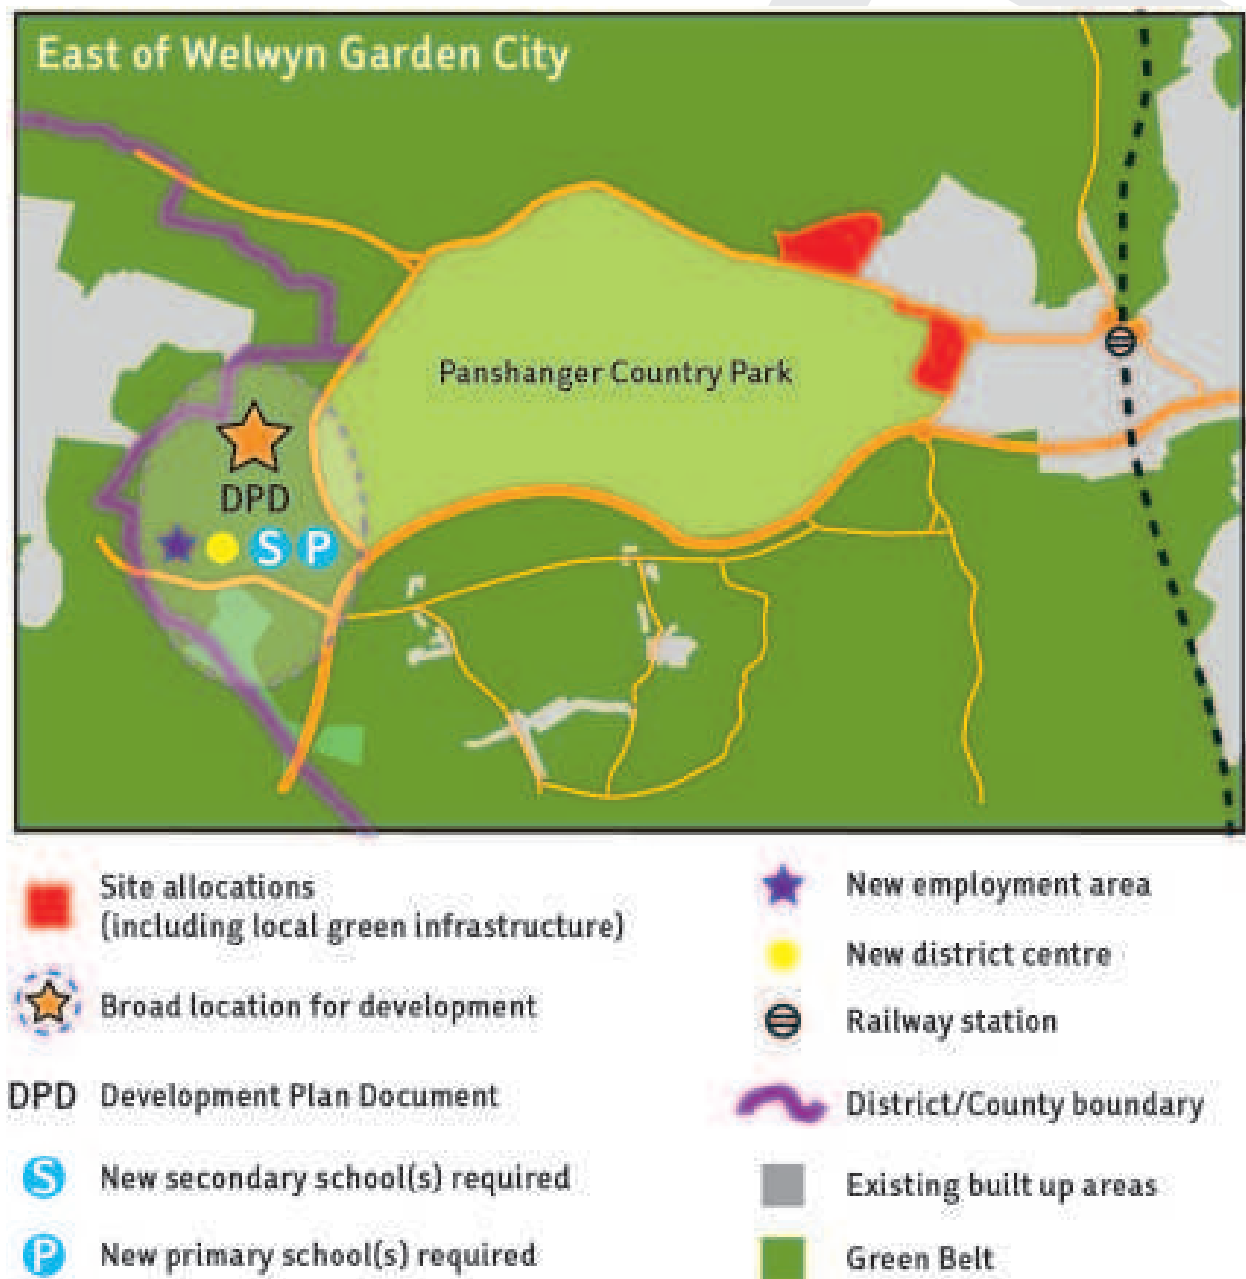 East of Welwyn Garden City
Panshanger Country Park
DPD
S P
Site allocations
(including local green infrastructure)
Broad location for development
DPD Development Plan Document
S New secondary school(s) required
P New primary school(s) required
New employment area
New district centre
Railway station
District/County boundary
Existing built up areas
Green Belt